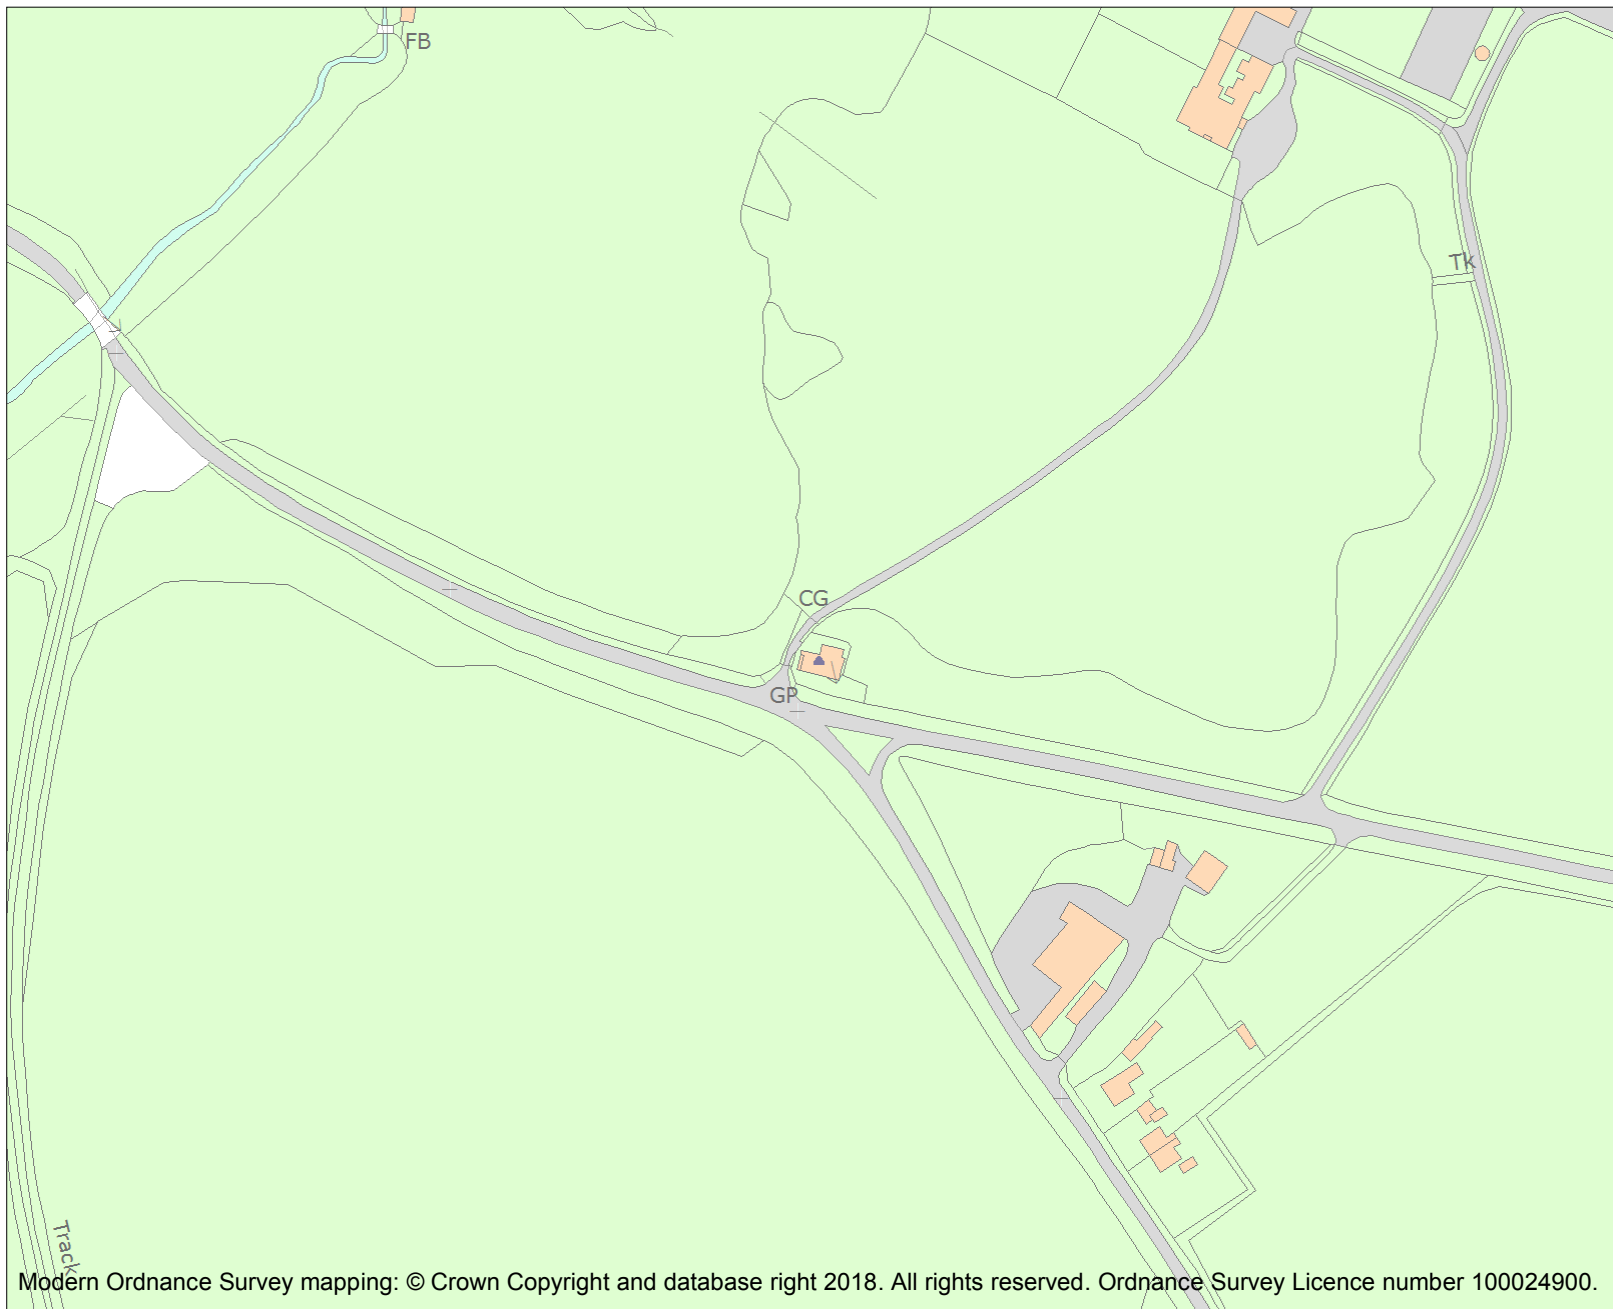 FB
Tk
CG
GP
Track
Modern Ordnance Survey mapping: © Crown Copyright and database right 2018. All rights reserved. Ordnance Survey Licence number 100024900.